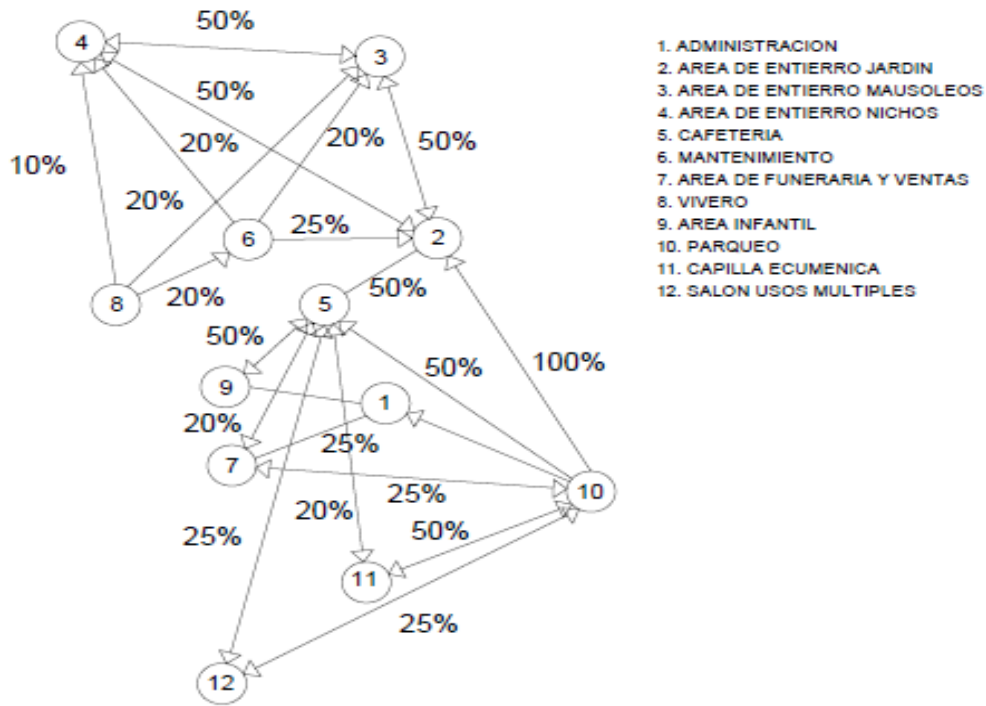 50%
4
3
50%
20%
20%
50%
10%
20%
6
25%
2
8
20%
5
50%
50%
50%
100%
9
1
20%
25%
7
25%
10
25%
20%
50%
11
25%
12
1. ADMINISTRACION
2. AREA DE ENTIERRO JARDIN
3. AREA DE ENTIERRO MAUSOLEOS
4. AREA DE ENTIERRO NICHOS
5. CAFETERIA
6. MANTENIMIENTO
7. AREA DE FUNERARIA Y VENTAS
8. VIVERO
9. AREA INFANTIL
10. PARQUEO
11. CAPILLA ECUMENICA
12. SALON USOS MULTIPLES